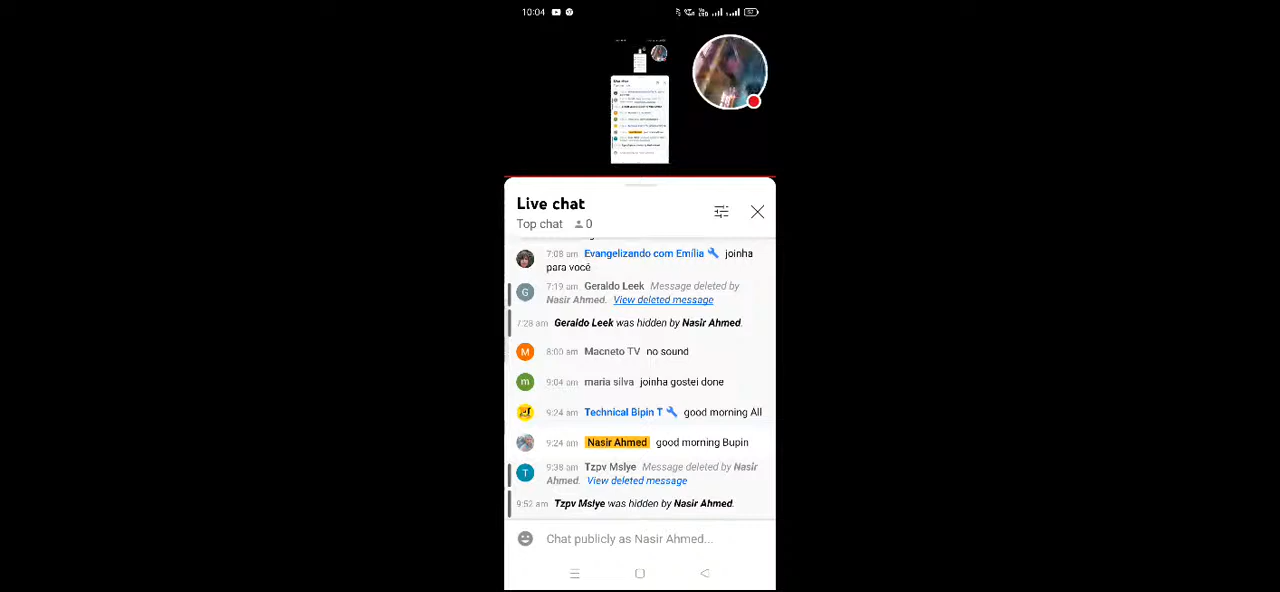 10:04
57
Live chat
Top chat 0
7:08 am Evangelizando com Emília joinha
para você
7:19 am Geraldo Leek Message deleted by
Nasir Ahmed. View deleted message
7:28 am Geraldo Leek was hidden by Nasir Ahmed.
M 8:00 am Macneto TV no sound
m 9:04 am maria silva joinha gostei done
9:24 am Technical Bipin T good morning All
9:24 am Nasir Ahmed good morning Bupin
T 9:38 am Tzpv Mslye Message deleted by Nasir
Ahmed. View deleted message
9:52 am Tzpv Mslye was hidden by Nasir Ahmed.
Chat publicly as Nasir Ahmed...